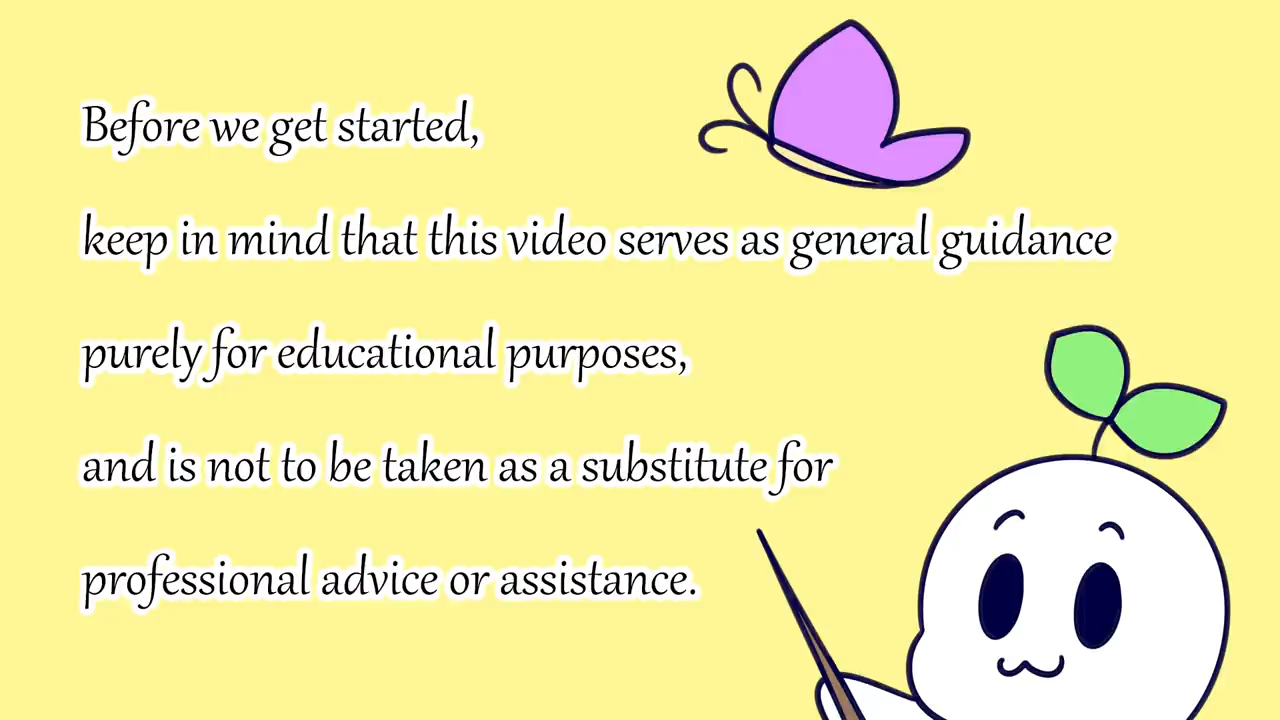 Before we get started,
keep in mind that this video serves as general guidance
purely for educational purposes,
and is not to be taken as a substitute for
professional advice or assistance.